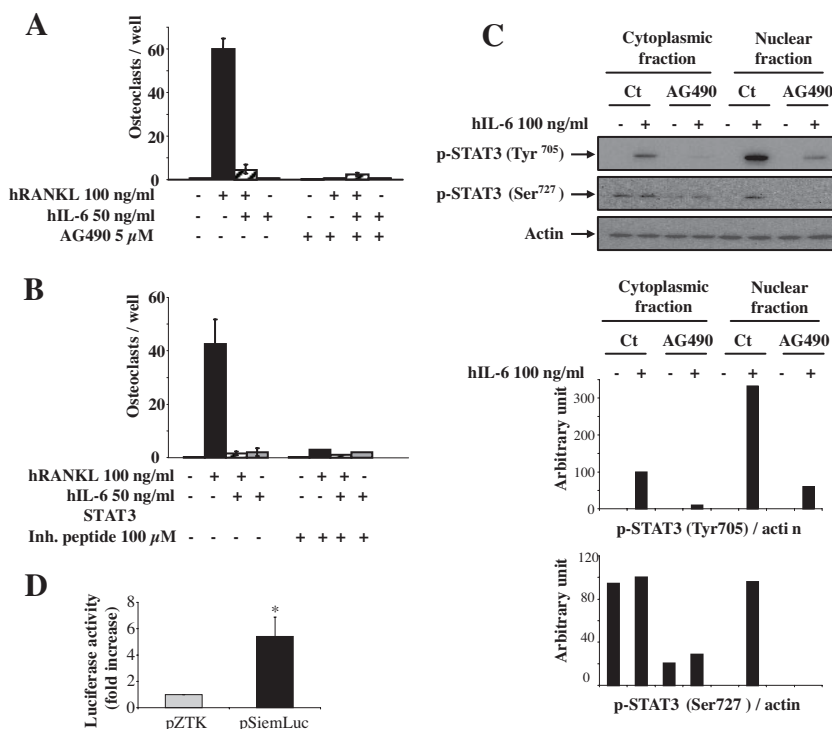 A
Osteoclasts / well
60
40
20
0
hRANKL 100 ng/ml - + + - - + + -
hIL-6 50 ng/ml - - + + - - + +
AG490 5 µM - - - - + + + +
B
Osteoclasts / well
60
40
20
0
hRANKL 100 ng/ml - + + - - + + -
hIL-6 50 ng/ml - - + + - - + +
STAT3
Inh. peptide 100 µM - - - - + + + +
C
Cytoplasmic fraction
Nuclear fraction
Ct AG490 Ct AG490
hIL-6 100 ng/ml - + - + - + - +
p-STAT3 (Tyr 705)
p-STAT3 (Ser727)
Actin
Cytoplasmic fraction
Nuclear fraction
Ct AG490 Ct AG490
hIL-6 100 ng/ml - + - + - + - +
Arbitrary unit
300
100
0
p-STAT3 (Tyr705) / acti n
Arbitrary unit
120
80
40
0
p-STAT3 (Ser727 ) / actin
D
Luciferase activity
(fold increase)
8
6
4
2
0
*
pZTK pSiemLuc